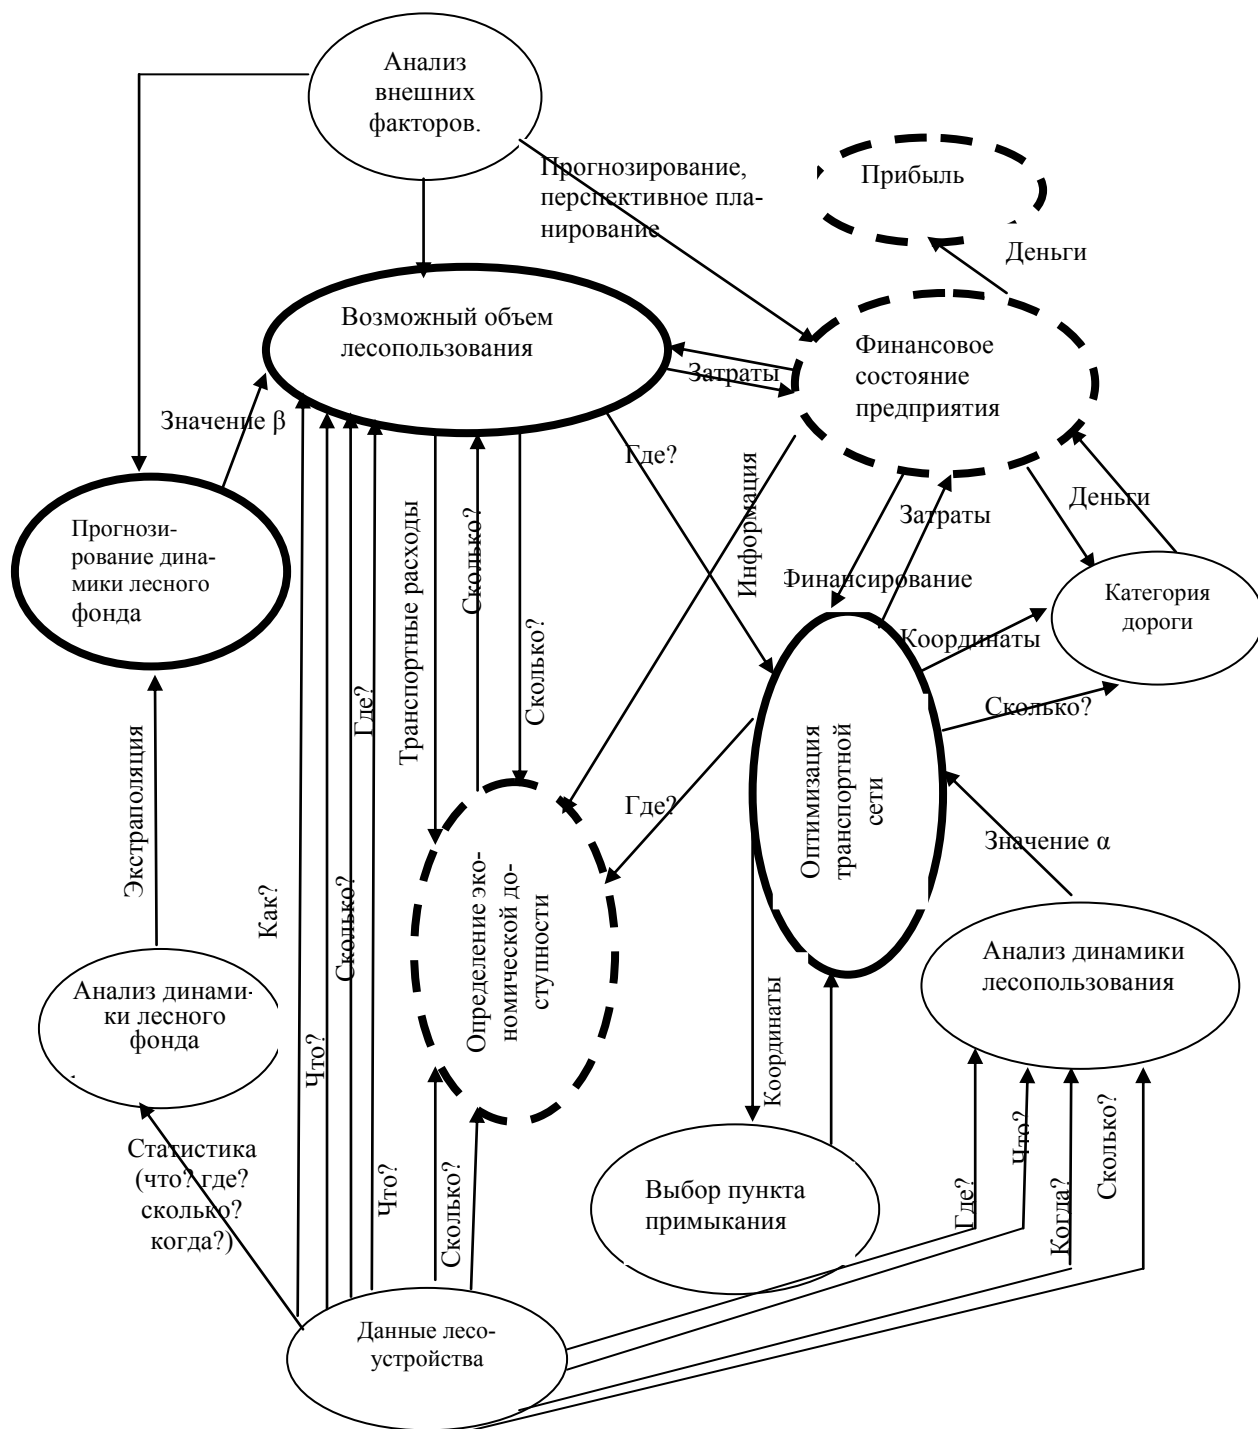 Анализ
внешних
факторов.
Прогнозирование,
перспективное пла-
нирование
Прибыль
Деньги
Возможный объем
лесопользования
Затраты
Финансовое
состояние
предприятия
Значение β
Где?
Информация
Затраты
Деньги
Прогнози-
рование дина-
мики лесного
фонда
Транспортные расходы
Сколько?
Сколько?
Где?
Финансирование
Координаты
Категория
дороги
Сколько?
Экстраполяция
Как?
Что?
Сколько?
Где?
Оптимизация
транспортной
сети
Значение α
Определение эко-
номической до-
ступности
Анализ динами-
ки лесного
фонда
Анализ динамики
лесопользования
Координаты
Статистика
(что? где?
сколько?
когда?)
Что?
Сколько?
Выбор пункта
примыкания
Где?
Что?
Когда?
Сколько?
Данные лесо-
устройства